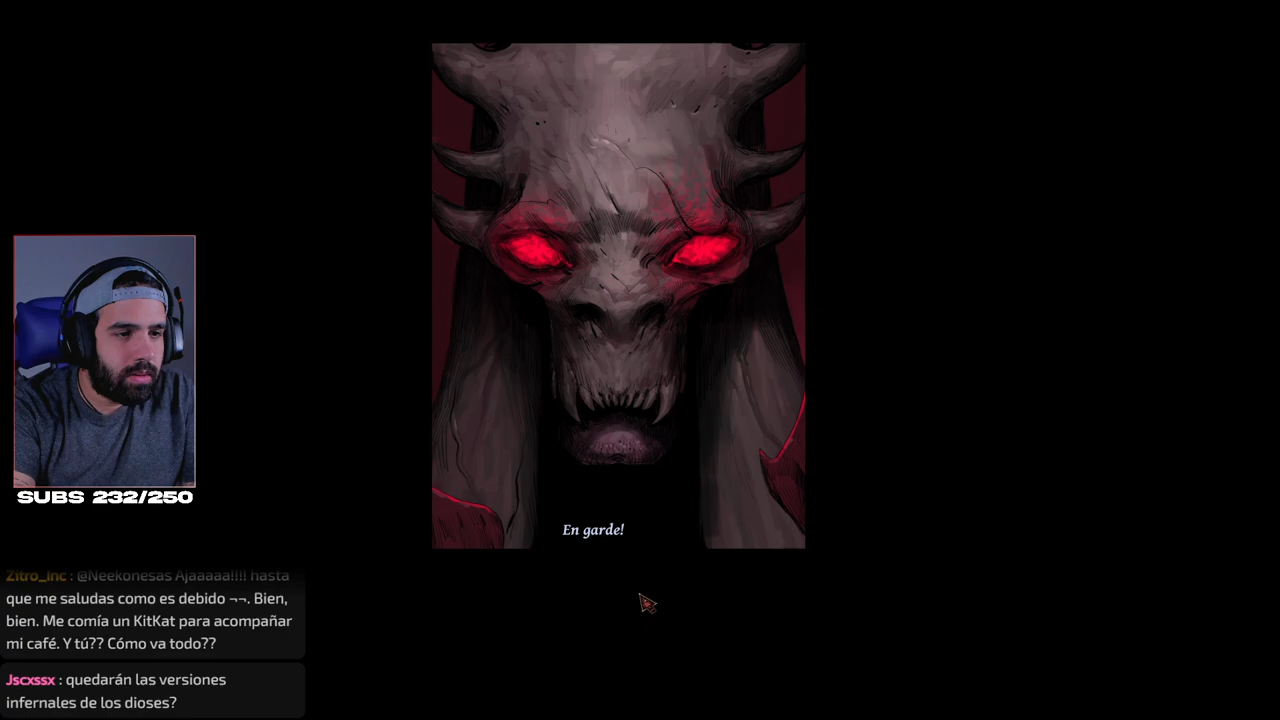 En garde!
SUBS 232/250
Zitro_Inc : @Neekonesas Ajaaaaa!!!! hasta
que me saludas como es debido ¬¬. Bien,
bien. Me comía un KitKat para acompañar
mi café. Y tú?? Cómo va todo??
Jscxssx : quedarán las versiones
infernales de los dioses?